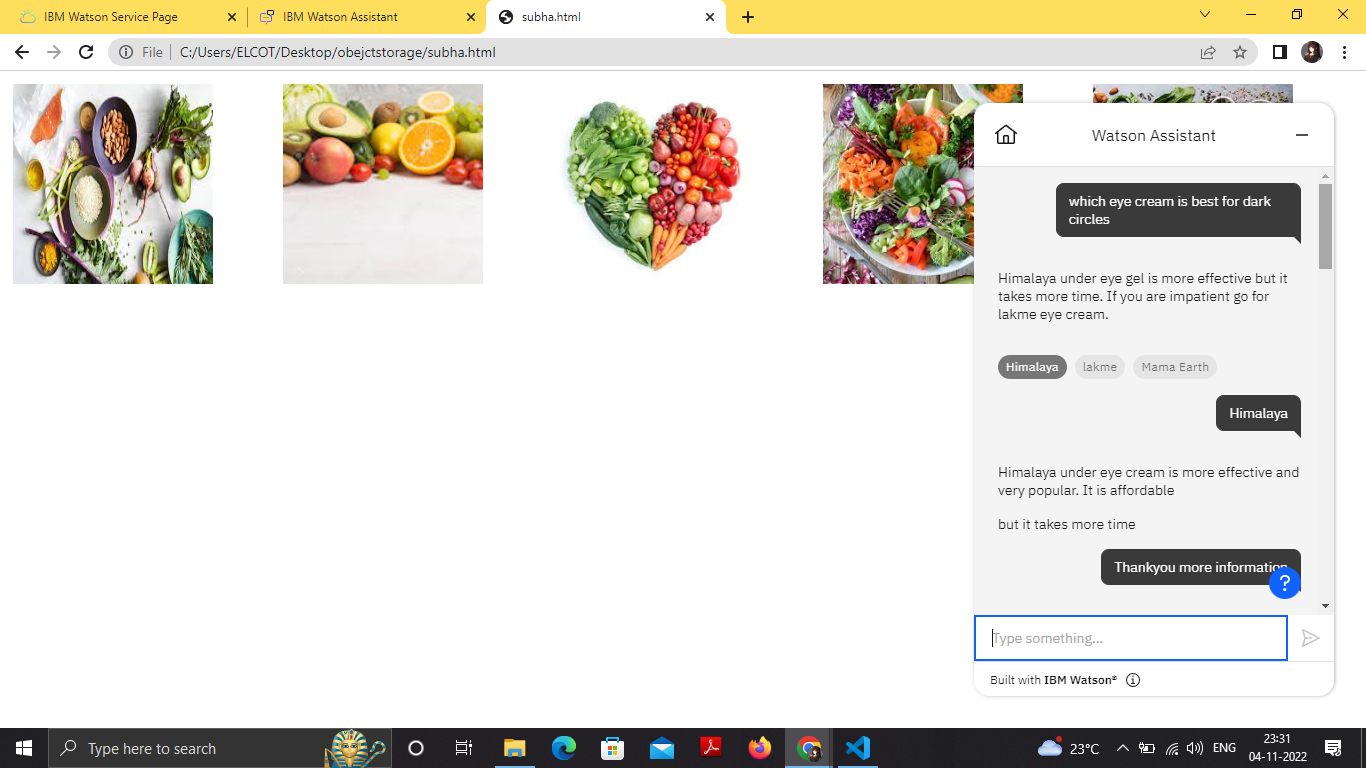 IBM Watson Service Page
IBM Watson Assistant
subha.html
File
C:/Users/ELCOT/Desktop/obejctstorage/subha.html
Watson Assistant
which eye cream is best for dark
circles
Himalaya under eye gel is more effective but it
takes more time. If you are impatient go for
lakme eye cream.
Himalaya lakme Mama Earth
Himalaya
Himalaya under eye cream is more effective and
very popular. It is affordable
but it takes more time
Thankyou more information
?
Type something...
Built with IBM Watson®
Type here to search
23°C
ENG
23:31
04-11-2022